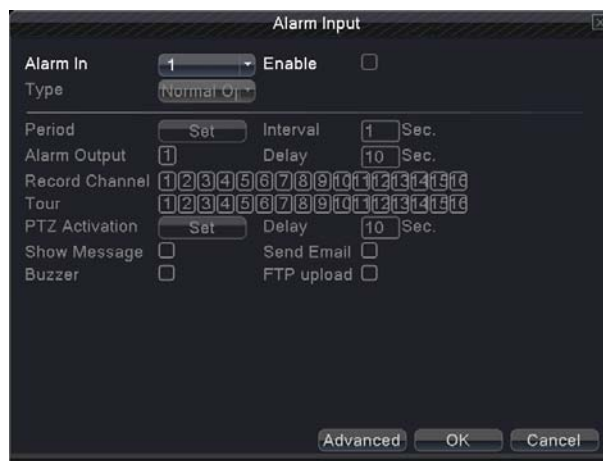 Alarm Input
Alarm In 1 Enable
Type Normal Op
Period Set Interval 1 Sec.
Alarm Output 1 Delay 10 Sec.
Record Channel 1 2 3 4 5 6 7 8 9 10 11 12 13 14 15 16
Tour 1 2 3 4 5 6 7 8 9 10 11 12 13 14 15 16
PTZ Activation Set Delay 10 Sec.
Show Message Send Email
Buzzer FTP upload
Advanced OK Cancel